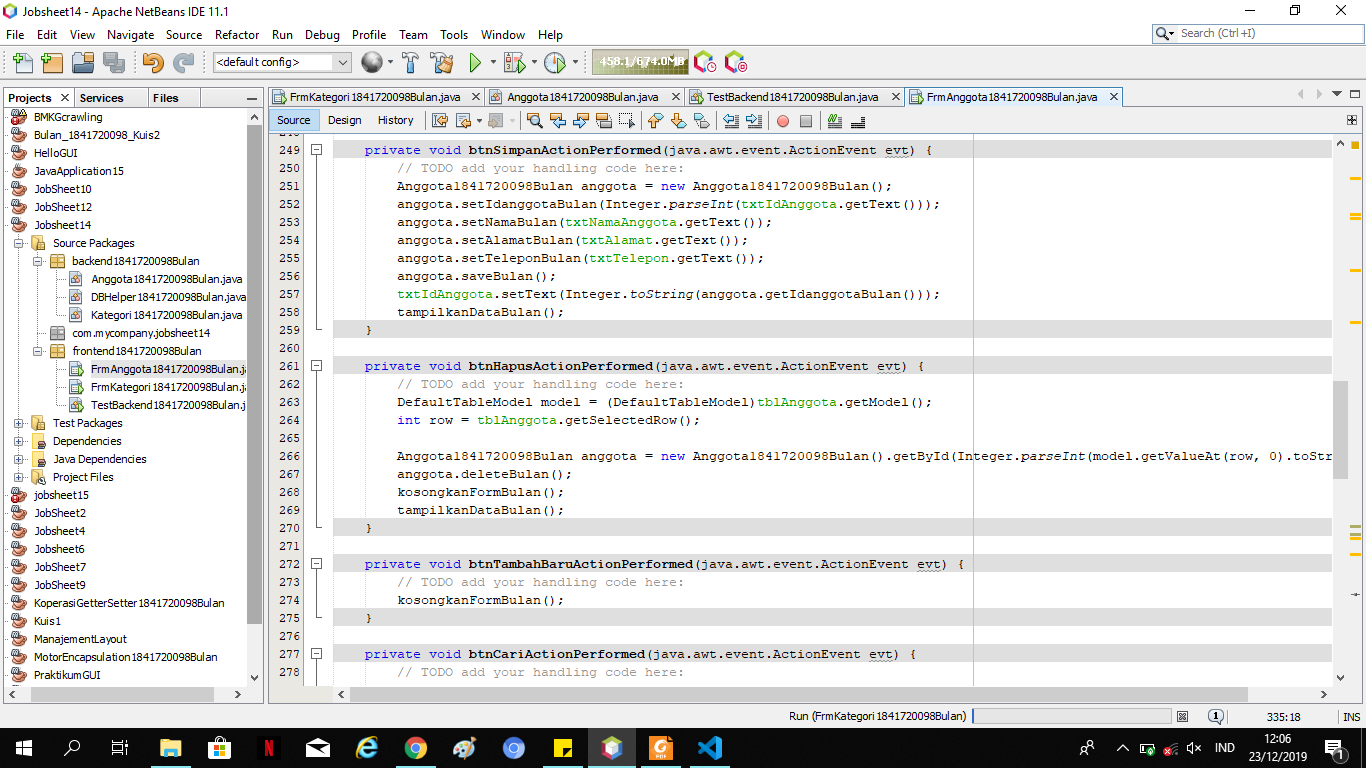 Jobsheet14 - Apache NetBeans IDE 11.1
File Edit View Navigate Source Refactor Run Debug Profile Team Tools Window Help
Search (Ctrl+I)
<default config>
458.1/674.0MB
Projects Services Files
FrmKategori1841720098Bulan.java Anggota1841720098Bulan.java TestBackend1841720098Bulan.java FrmAnggota1841720098Bulan.java
Source Design History
BMKGcrawling
Bulan_1841720098_Kuis2
HelloGUI
JavaApplication15
JobSheet10
JobSheet12
Jobsheet14
Source Packages
backend1841720098Bulan
Anggota1841720098Bulan.java
DBHelper1841720098Bulan.java
Kategori1841720098Bulan.java
com.mycompany.jobsheet14
frontend1841720098Bulan
FrmAnggota1841720098Bulan.j
FrmKategori1841720098Bulan.j
TestBackend1841720098Bulan.j
Test Packages
Dependencies
Java Dependencies
Project Files
jobsheet15
JobSheet2
Jobsheet4
Jobsheet6
JobSheet7
JobSheet9
KoperasiGetterSetter1841720098Bulan
Kuis1
ManajementLayout
MotorEncapsulation1841720098Bulan
PraktikumGUI
249 private void btnSimpanActionPerformed(java.awt.event.ActionEvent evt) {
250 // TODO add your handling code here:
251 Anggota1841720098Bulan anggota = new Anggota1841720098Bulan();
252 anggota.setIdanggotaBulan(Integer.parseInt(txtIdAnggota.getText()));
253 anggota.setNamaBulan(txtNamaAnggota.getText());
254 anggota.setAlamatBulan(txtAlamat.getText());
255 anggota.setTeleponBulan(txtTelepon.getText());
256 anggota.saveBulan();
257 txtIdAnggota.setText(Integer.toString(anggota.getIdanggotaBulan()));
258 tampilkanDataBulan();
259 }
260
261 private void btnHapusActionPerformed(java.awt.event.ActionEvent evt) {
262 // TODO add your handling code here:
263 DefaultTableModel model = (DefaultTableModel)tblAnggota.getModel();
264 int row = tblAnggota.getSelectedRow();
265
266 Anggota1841720098Bulan anggota = new Anggota1841720098Bulan().getById(Integer.parseInt(model.getValueAt(row, 0).toStr
267 anggota.deleteBulan();
268 kosongkanFormBulan();
269 tampilkanDataBulan();
270 }
271
272 private void btnTambahBaruActionPerformed(java.awt.event.ActionEvent evt) {
273 // TODO add your handling code here:
274 kosongkanFormBulan();
275 }
276
277 private void btnCariActionPerformed(java.awt.event.ActionEvent evt) {
278 // TODO add your handling code here:
Run (FrmKategori1841720098Bulan) 1 335:18 INS
IND 12:06
23/12/2019 1